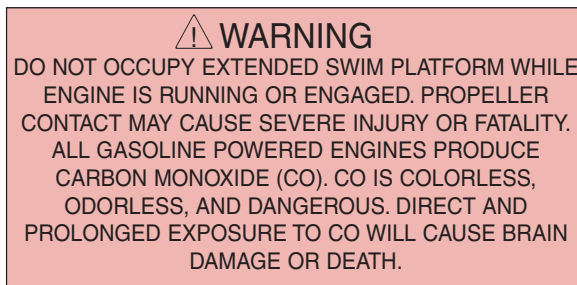 WARNING
DO NOT OCCUPY EXTENDED SWIM PLATFORM WHILE
ENGINE IS RUNNING OR ENGAGED. PROPELLER
CONTACT MAY CAUSE SEVERE INJURY OR FATALITY.
ALL GASOLINE POWERED ENGINES PRODUCE
CARBON MONOXIDE (CO). CO IS COLORLESS,
ODORLESS, AND DANGEROUS. DIRECT AND
PROLONGED EXPOSURE TO CO WILL CAUSE BRAIN
DAMAGE OR DEATH.